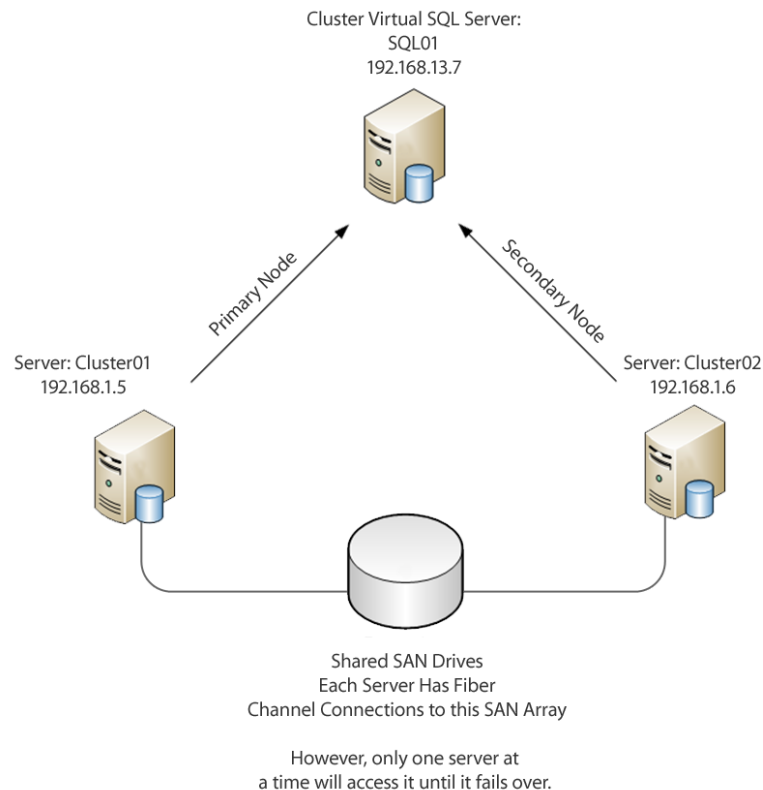 Cluster Virtual SQL Server:
SQL01
192.168.13.7
Primary Node
Secondary Node
Server: Cluster01
192.168.1.5
Server: Cluster02
192.168.1.6
Shared SAN Drives
Each Server Has Fiber
Channel Connections to this SAN Array
However, only one server at
a time will access it until it fails over.